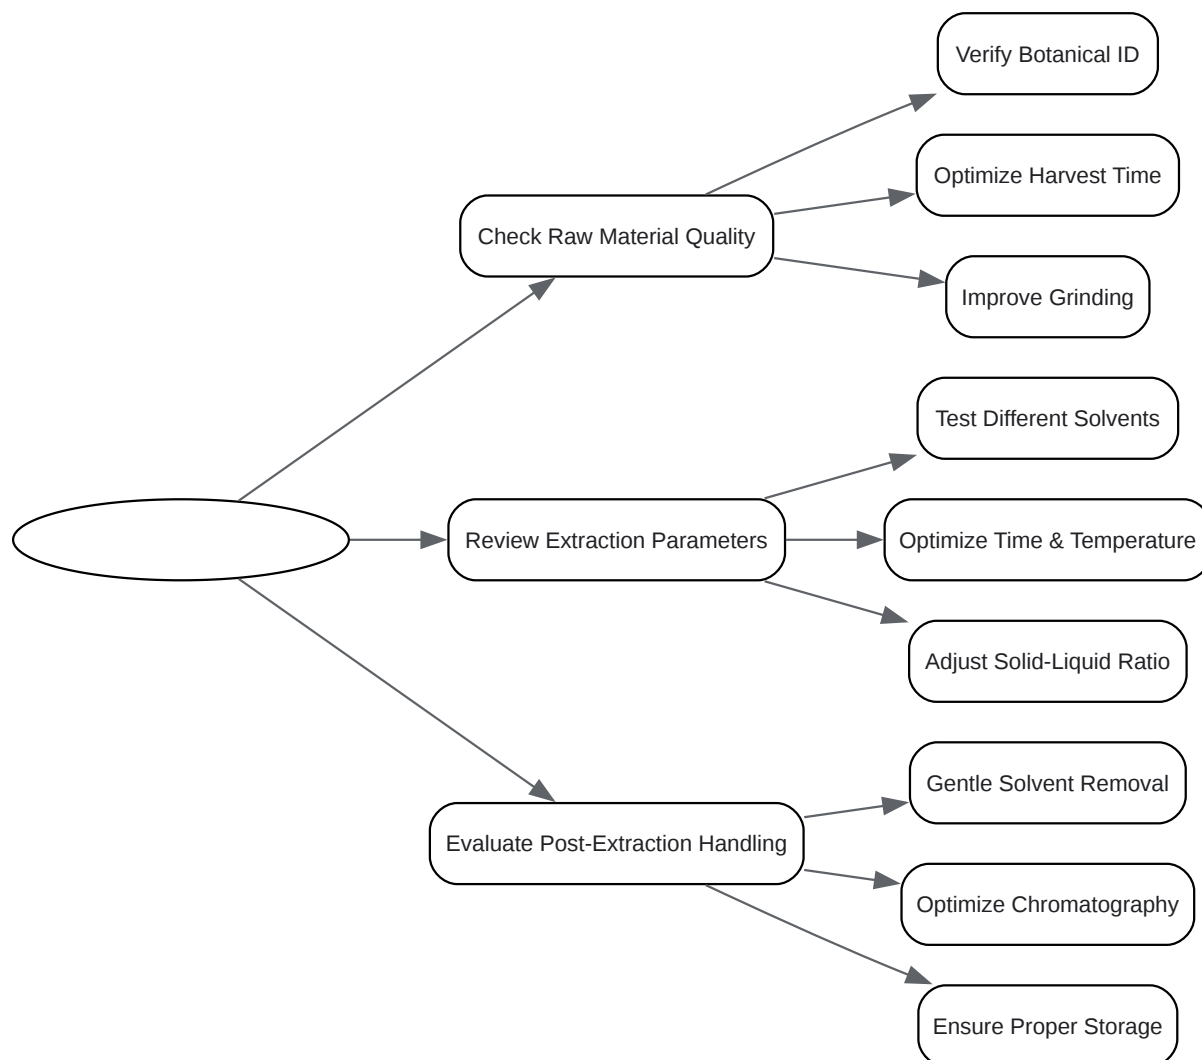 Verify Botanical ID
Optimize Harvest Time
Check Raw Material Quality
Improve Grinding
Test Different Solvents
Review Extraction Parameters
Optimize Time & Temperature
Adjust Solid-Liquid Ratio
Gentle Solvent Removal
Evaluate Post-Extraction Handling
Optimize Chromatography
Ensure Proper Storage